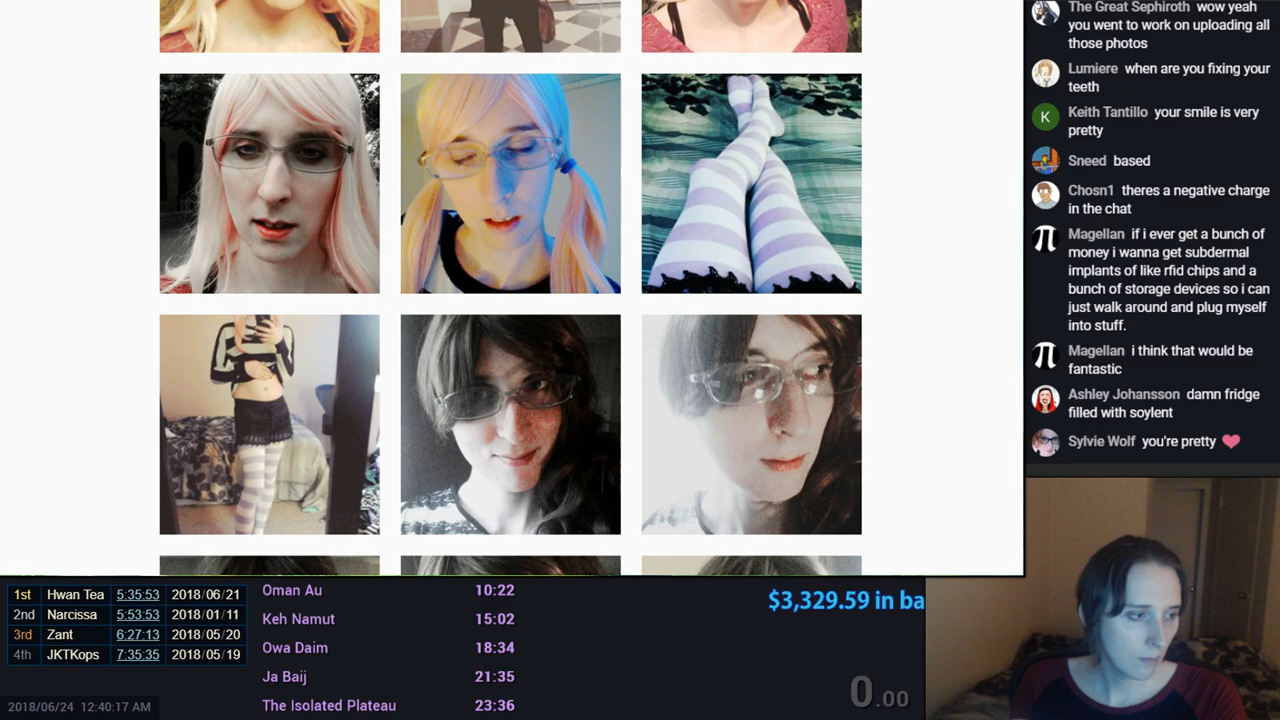 The Great Sephiroth wow yeah
you went to work on uploading all
those photos
Lumiere when are you fixing your
teeth
K
Keith Tantillo your smile is very
pretty
Sneed based
Chosn1 theres a negative charge
in the chat
Magellan if i ever get a bunch of
money i wanna get subdermal
implants of like rfid chips and a
bunch of storage devices so i can
just walk around and plug myself
into stuff.
Magellan i think that would be
fantastic
Ashley Johansson damn fridge
filled with soylent
Sylvie Wolf you're pretty ❤
1st Hwan Tea 5:35:53 2018/06/21
2nd Narcissa 5:53:53 2018/01/11
3rd Zant 6:27:13 2018/05/20
4th JKTKops 7:35:35 2018/05/19
2018/06/24 12:40:17 AM
Oman Au 10:22
Keh Namut 15:02
Owa Daim 18:34
Ja Baij 21:35
The Isolated Plateau 23:36
$3,329.59 in ba
0.00